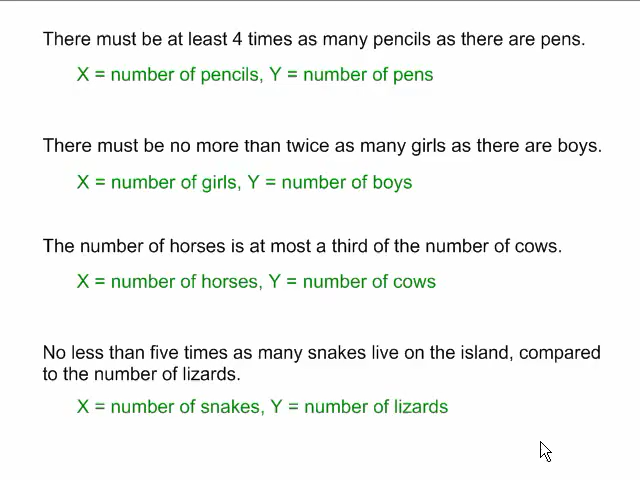 There must be at least 4 times as many pencils as there are pens.
X = number of pencils, Y = number of pens
There must be no more than twice as many girls as there are boys.
X = number of girls, Y = number of boys
The number of horses is at most a third of the number of cows.
X = number of horses, Y = number of cows
No less than five times as many snakes live on the island, compared
to the number of lizards.
X = number of snakes, Y = number of lizards